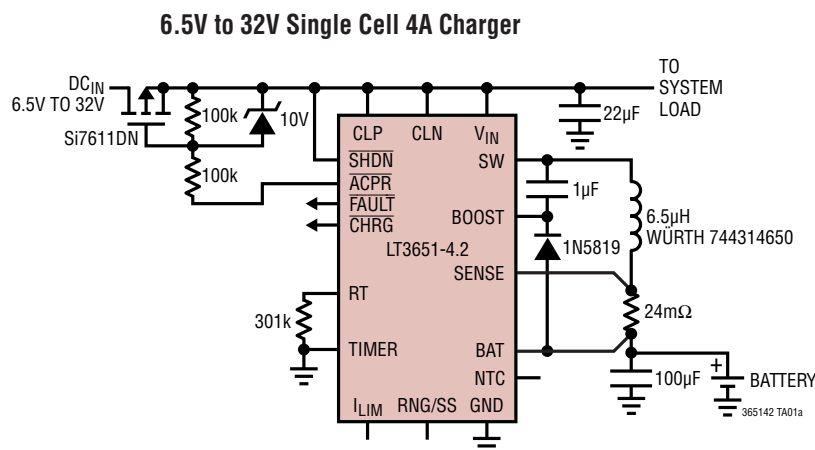 6.5V to 32V Single Cell 4A Charger
DC_IN
6.5V TO 32V
Si7611DN
100k
10V
100k
TO
SYSTEM
LOAD
22µF
CLP
CLN
V_IN
SHDN
ACPR
FAULT
CHRG
SW
1µF
BOOST
1N5819
6.5µH
WÜRTH 744314650
LT3651-4.2
SENSE
RT
301k
24mΩ
TIMER
BAT
NTC
100µF
+
BATTERY
I_LIM
RNG/SS
GND
365142 TA01a